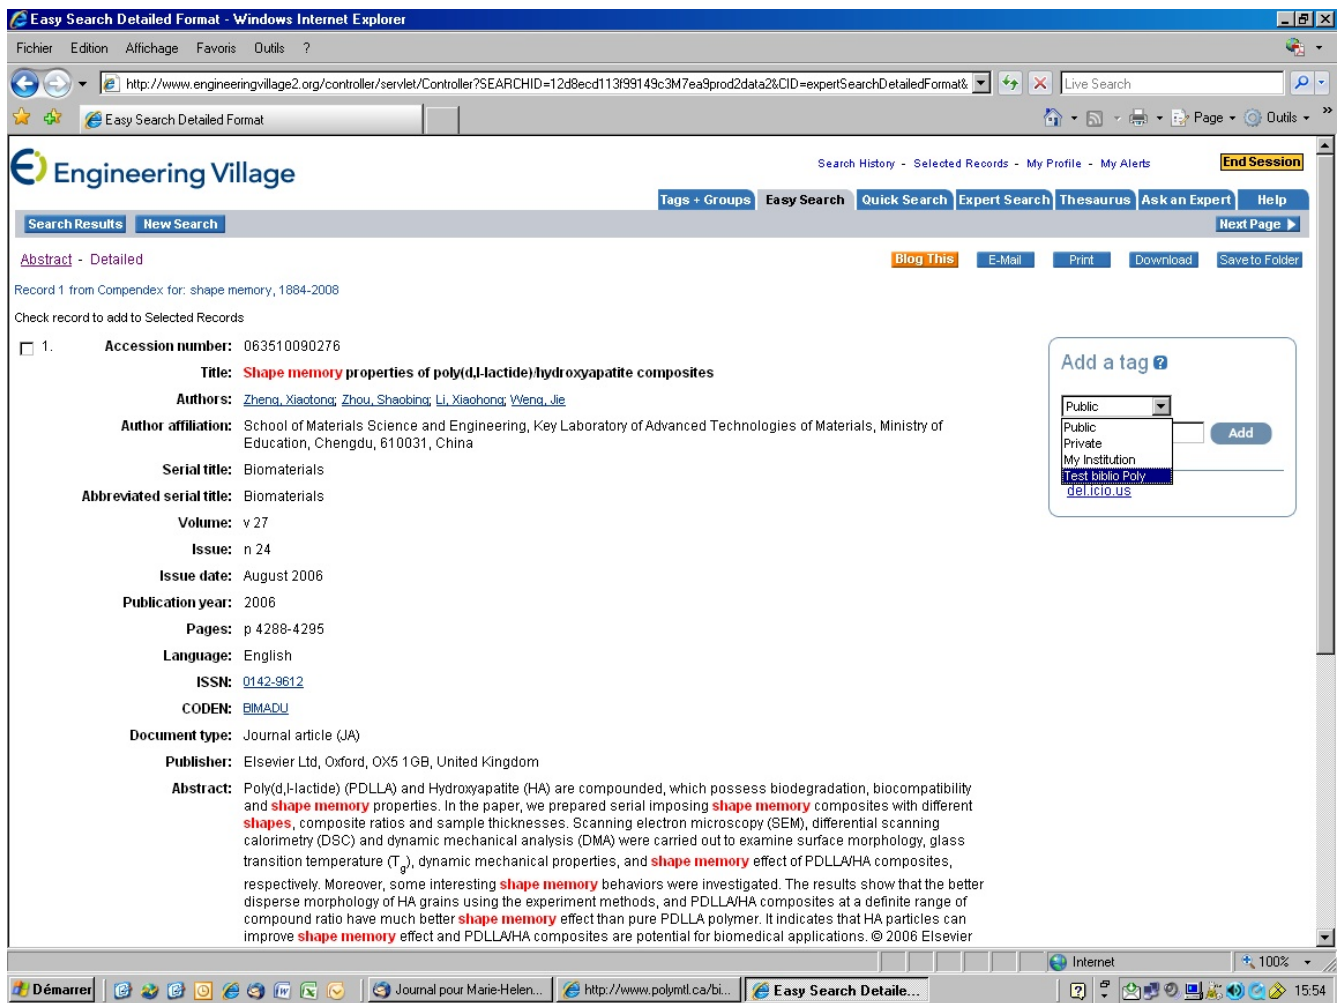 Easy Search Detailed Format - Windows Internet Explorer
Fichier Edition Affichage Favoris Outils ?
http://www.engineeringvillage2.org/controller/servlet/Controller?SEARCHID=12d8ecd113f99149c3M7ea9prod2data2&CID=expertSearchDetailedFormat& Live Search
Easy Search Detailed Format Page Outils »
Engineering Village
Search History - Selected Records - My Profile - My Alerts End Session
Tags + Groups Easy Search Quick Search Expert Search Thesaurus Ask an Expert Help
Search Results New Search Next Page
Abstract - Detailed Blog This E-Mail Print Download Save to Folder
Record 1 from Compendex for: shape memory, 1884-2008
Check record to add to Selected Records
1. Accession number: 063510090276
Title: Shape memory properties of poly(d,l-lactide)/hydroxyapatite composites
Authors: Zheng, Xiaotong; Zhou, Shaobing; Li, Xiaohong; Weng, Jie
Author affiliation: School of Materials Science and Engineering, Key Laboratory of Advanced Technologies of Materials, Ministry of
Education, Chengdu, 610031, China
Serial title: Biomaterials
Abbreviated serial title: Biomaterials
Volume: v 27
Issue: n 24
Issue date: August 2006
Publication year: 2006
Pages: p 4288-4295
Language: English
ISSN: 0142-9612
CODEN: BIMADU
Document type: Journal article (JA)
Publisher: Elsevier Ltd, Oxford, OX5 1GB, United Kingdom
Abstract: Poly(d,l-lactide) (PDLLA) and Hydroxyapatite (HA) are compounded, which possess biodegradation, biocompatibility
and shape memory properties. In the paper, we prepared serial imposing shape memory composites with different
shapes, composite ratios and sample thicknesses. Scanning electron microscopy (SEM), differential scanning
calorimetry (DSC) and dynamic mechanical analysis (DMA) were carried out to examine surface morphology, glass
transition temperature (Tg), dynamic mechanical properties, and shape memory effect of PDLLA/HA composites,
respectively. Moreover, some interesting shape memory behaviors were investigated. The results show that the better
disperse morphology of HA grains using the experiment methods, and PDLLA/HA composites at a definite range of
compound ratio have much better shape memory effect than pure PDLLA polymer. It indicates that HA particles can
improve shape memory effect and PDLLA/HA composites are potential for biomedical applications. © 2006 Elsevier
Add a tag ?
Public
Public
Private
My Institution
Test biblio Poly
Add
del.icio.us
Internet 100%
Démarrer Journal pour Marie-Helen... http://www.polymtl.ca/bi... Easy Search Detaile... 15:54